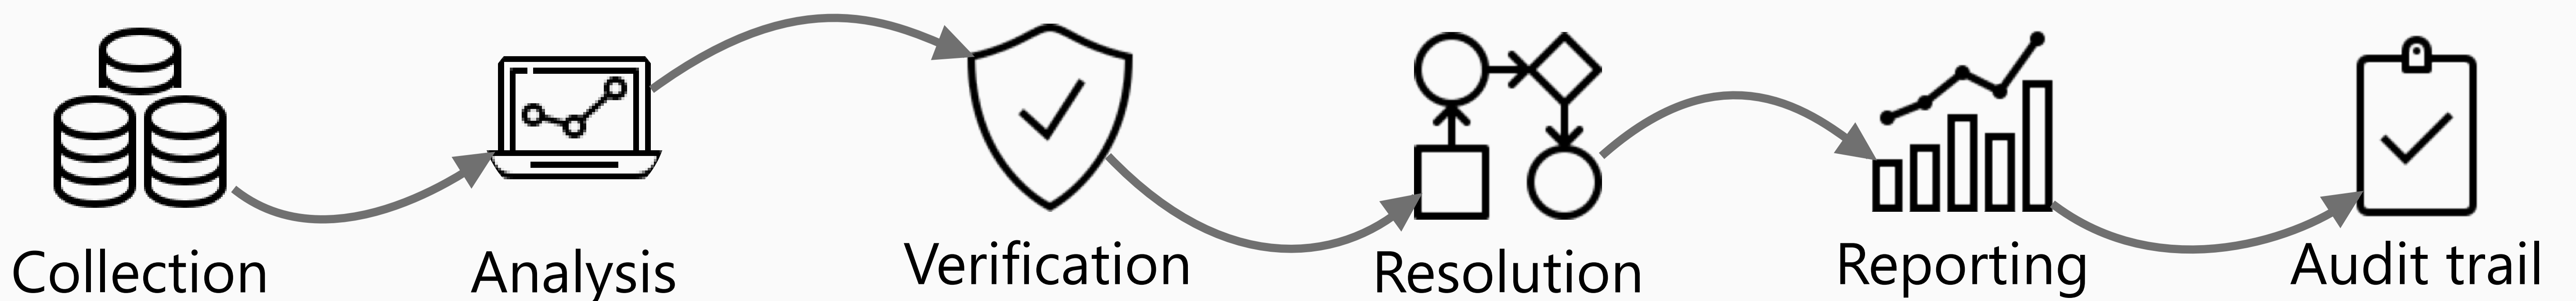 Collection
Analysis
Verification
Resolution
Reporting
Audit trail